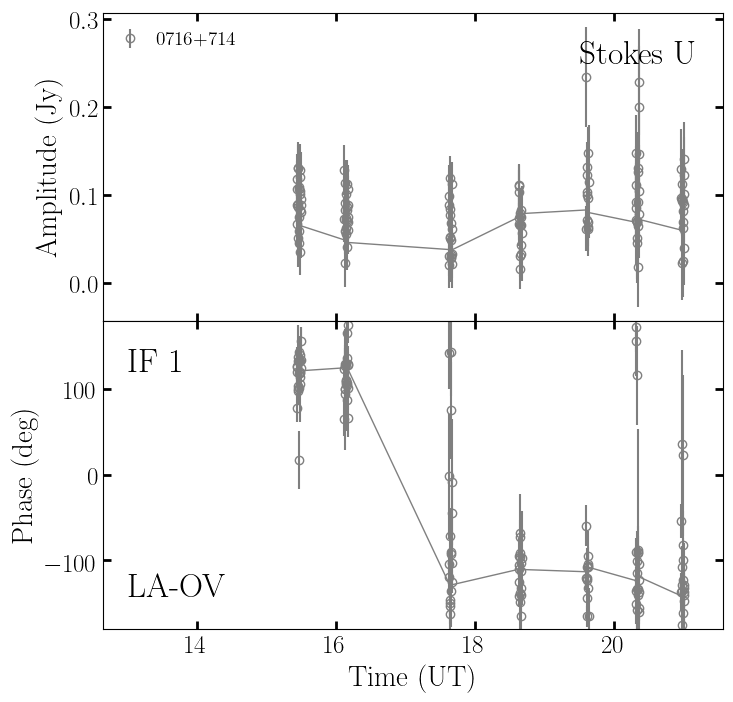 0.3
0716+714
Stokes U
0.2
Amplitude (Jy)
0.1
0.0
IF 1
100
Phase (deg)
0
−100
LA-OV
14 16 18 20
Time (UT)